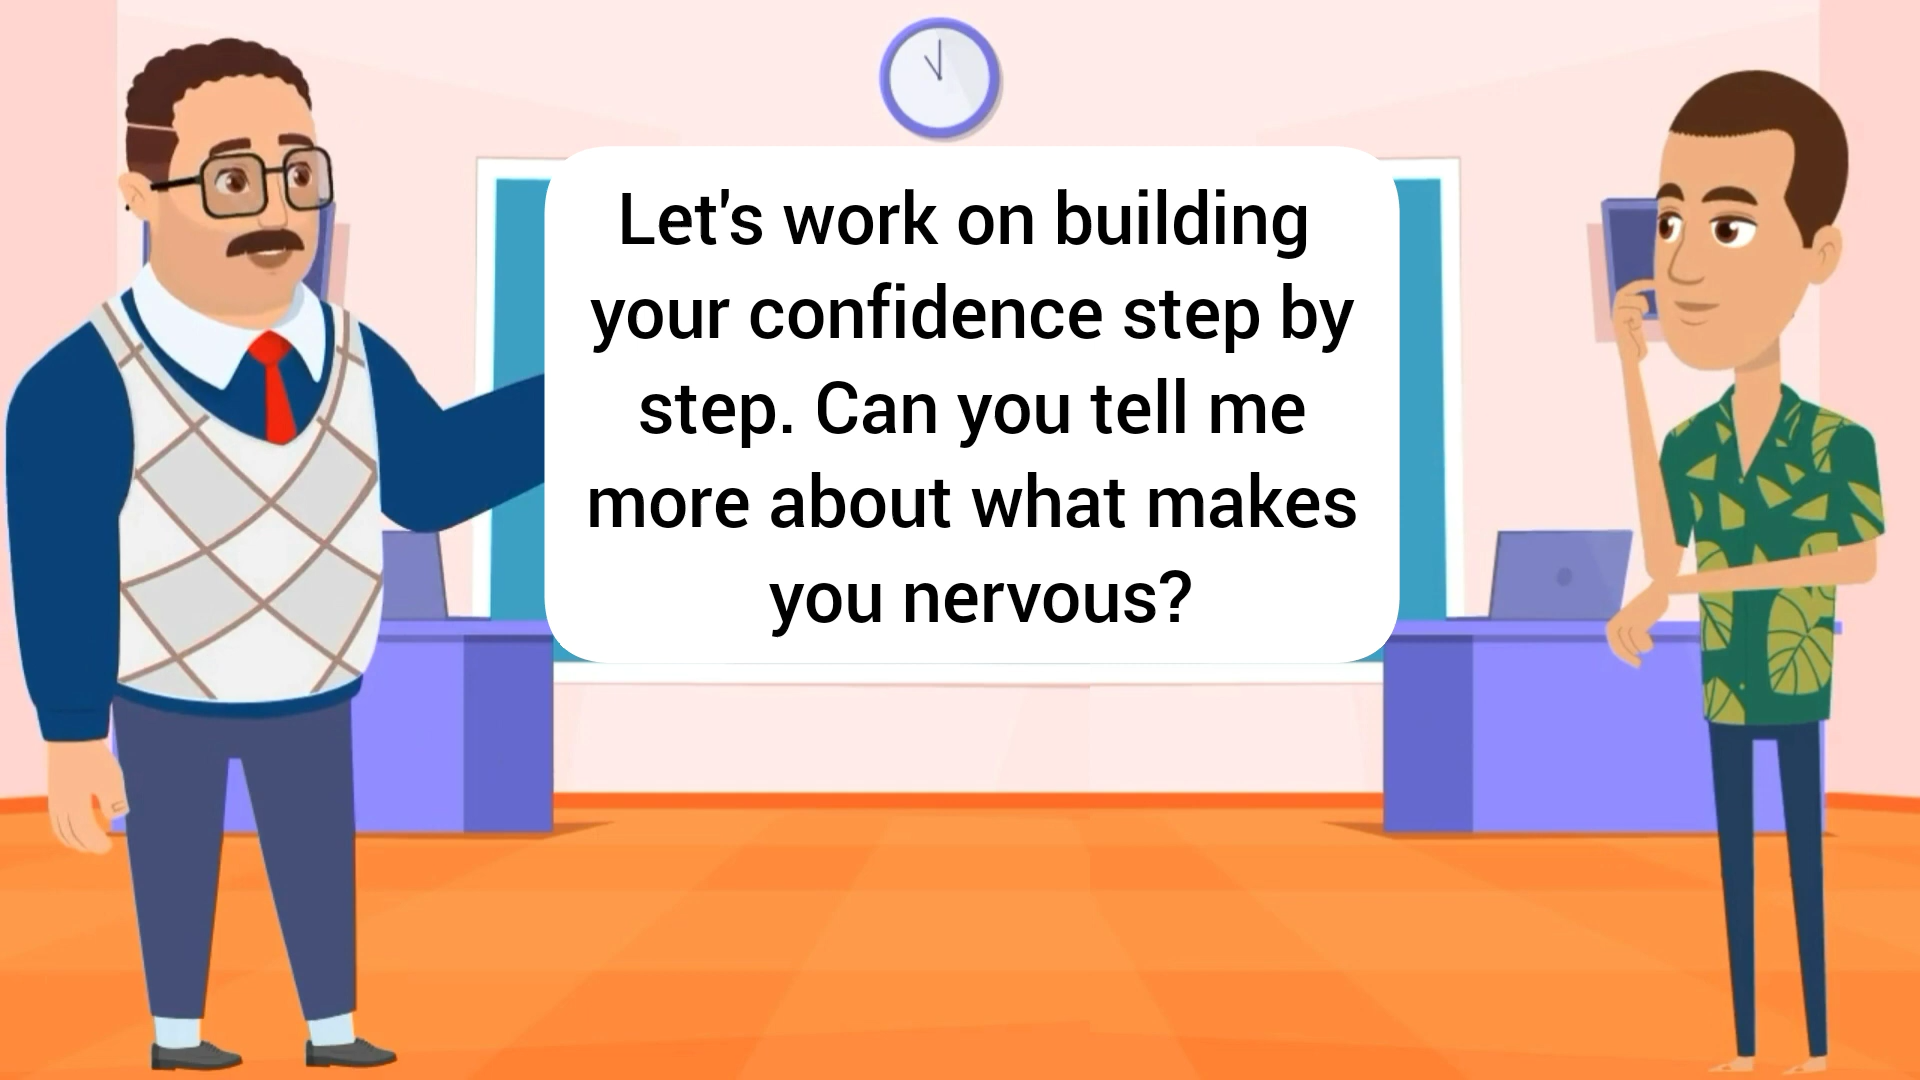 Let's work on building
your confidence step by
step. Can you tell me
more about what makes
you nervous?